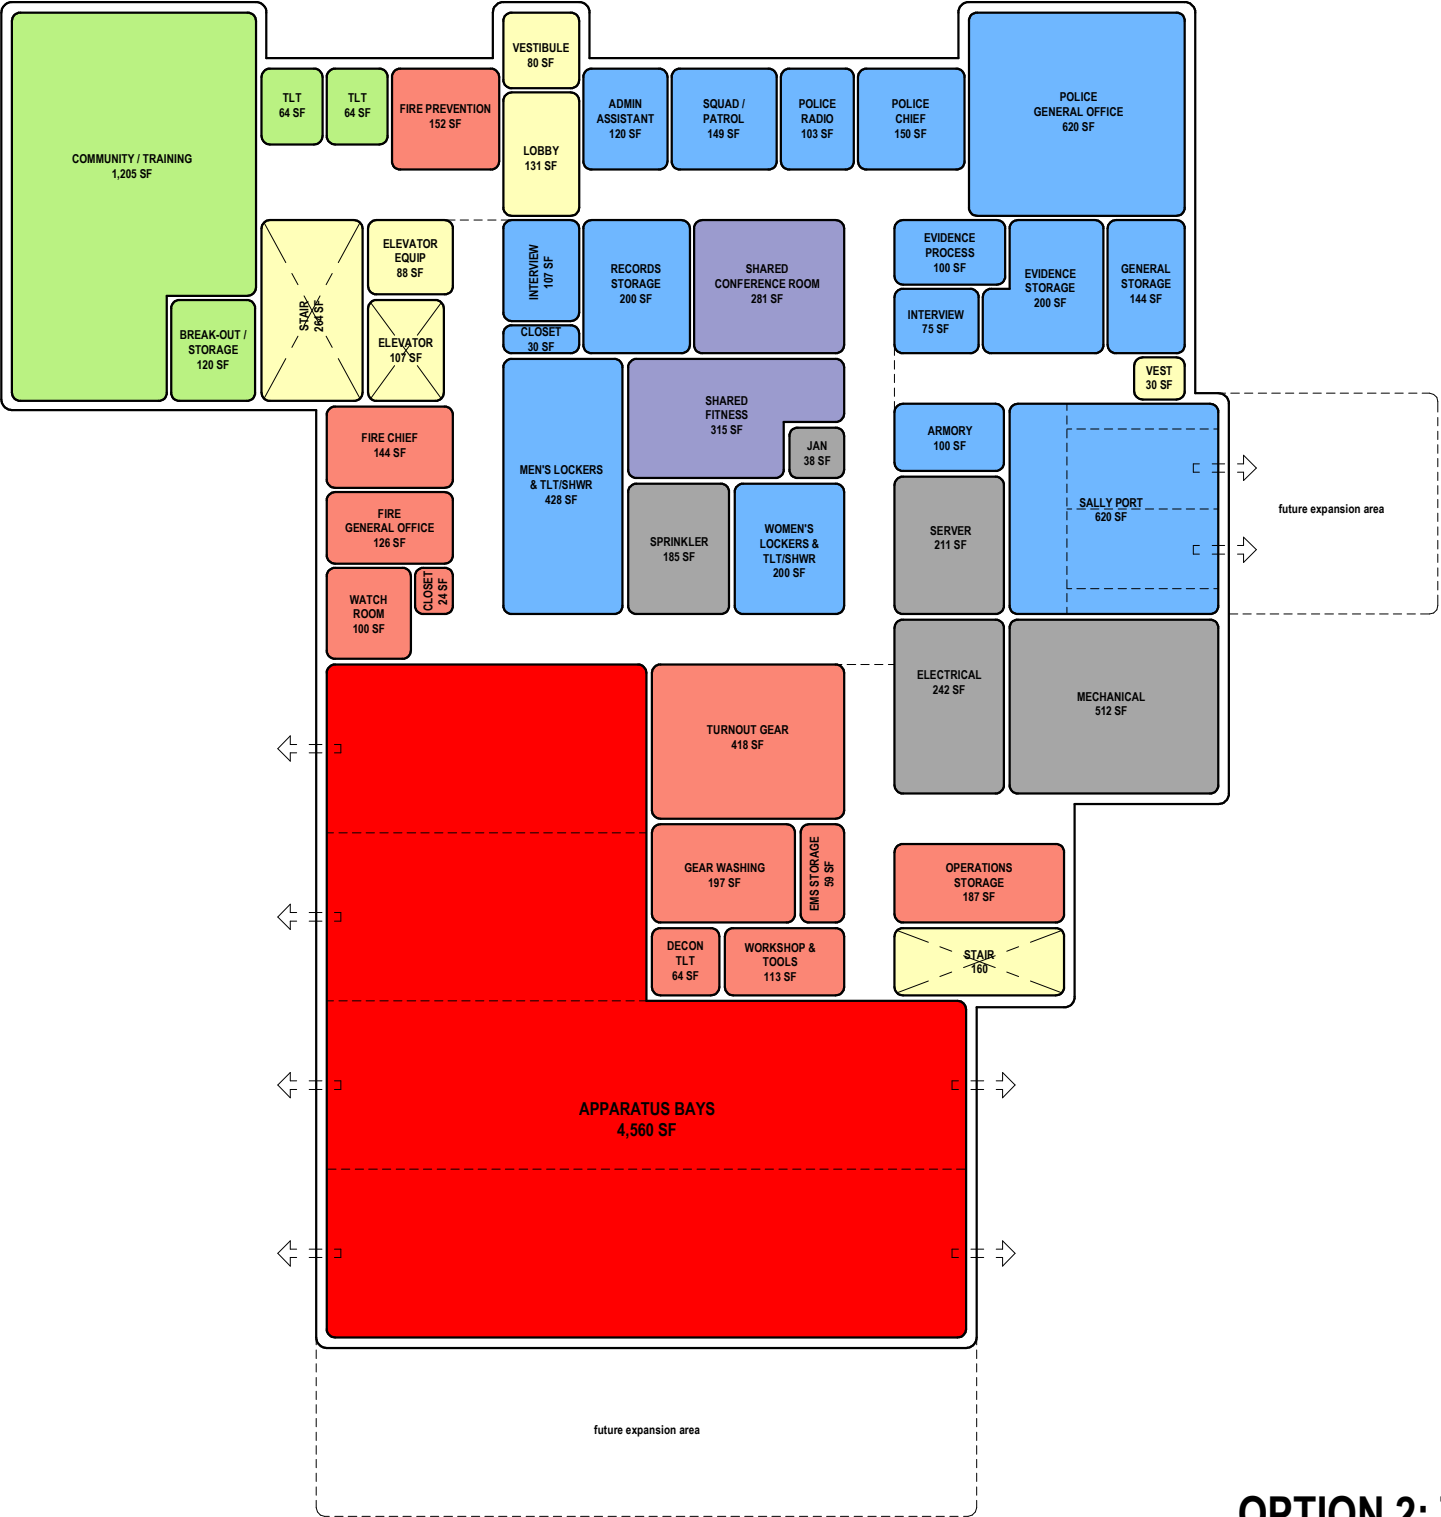 VESTIBULE
80 SF
COMMUNITY / TRAINING
1,205 SF
TLT
64 SF
TLT
64 SF
FIRE PREVENTION
152 SF
LOBBY
131 SF
ADMIN
ASSISTANT
120 SF
SQUAD /
PATROL
149 SF
POLICE
RADIO
103 SF
POLICE
CHIEF
150 SF
POLICE
GENERAL OFFICE
620 SF
BREAK-OUT /
STORAGE
120 SF
STAIR
264 SF
ELEVATOR
EQUIP
88 SF
ELEVATOR
107 SF
INTERVIEW
107 SF
CLOSET
30 SF
RECORDS
STORAGE
200 SF
SHARED
CONFERENCE ROOM
281 SF
EVIDENCE
PROCESS
100 SF
INTERVIEW
75 SF
EVIDENCE
STORAGE
200 SF
GENERAL
STORAGE
144 SF
VEST
30 SF
FIRE CHIEF
144 SF
FIRE
GENERAL OFFICE
126 SF
WATCH
ROOM
100 SF
CLOSET
24 SF
MEN'S LOCKERS
& TLT/SHWR
428 SF
SHARED
FITNESS
315 SF
JAN
38 SF
SPRINKLER
185 SF
WOMEN'S
LOCKERS &
TLT/SHWR
200 SF
ARMORY
100 SF
SERVER
211 SF
SALLY PORT
620 SF
future expansion area
ELECTRICAL
242 SF
MECHANICAL
512 SF
TURNOUT GEAR
418 SF
GEAR WASHING
197 SF
EMS STORAGE
59 SF
DECON
TLT
64 SF
WORKSHOP &
TOOLS
113 SF
OPERATIONS
STORAGE
187 SF
STAIR
160
APPARATUS BAYS
4,560 SF
future expansion area
OPTION 2: